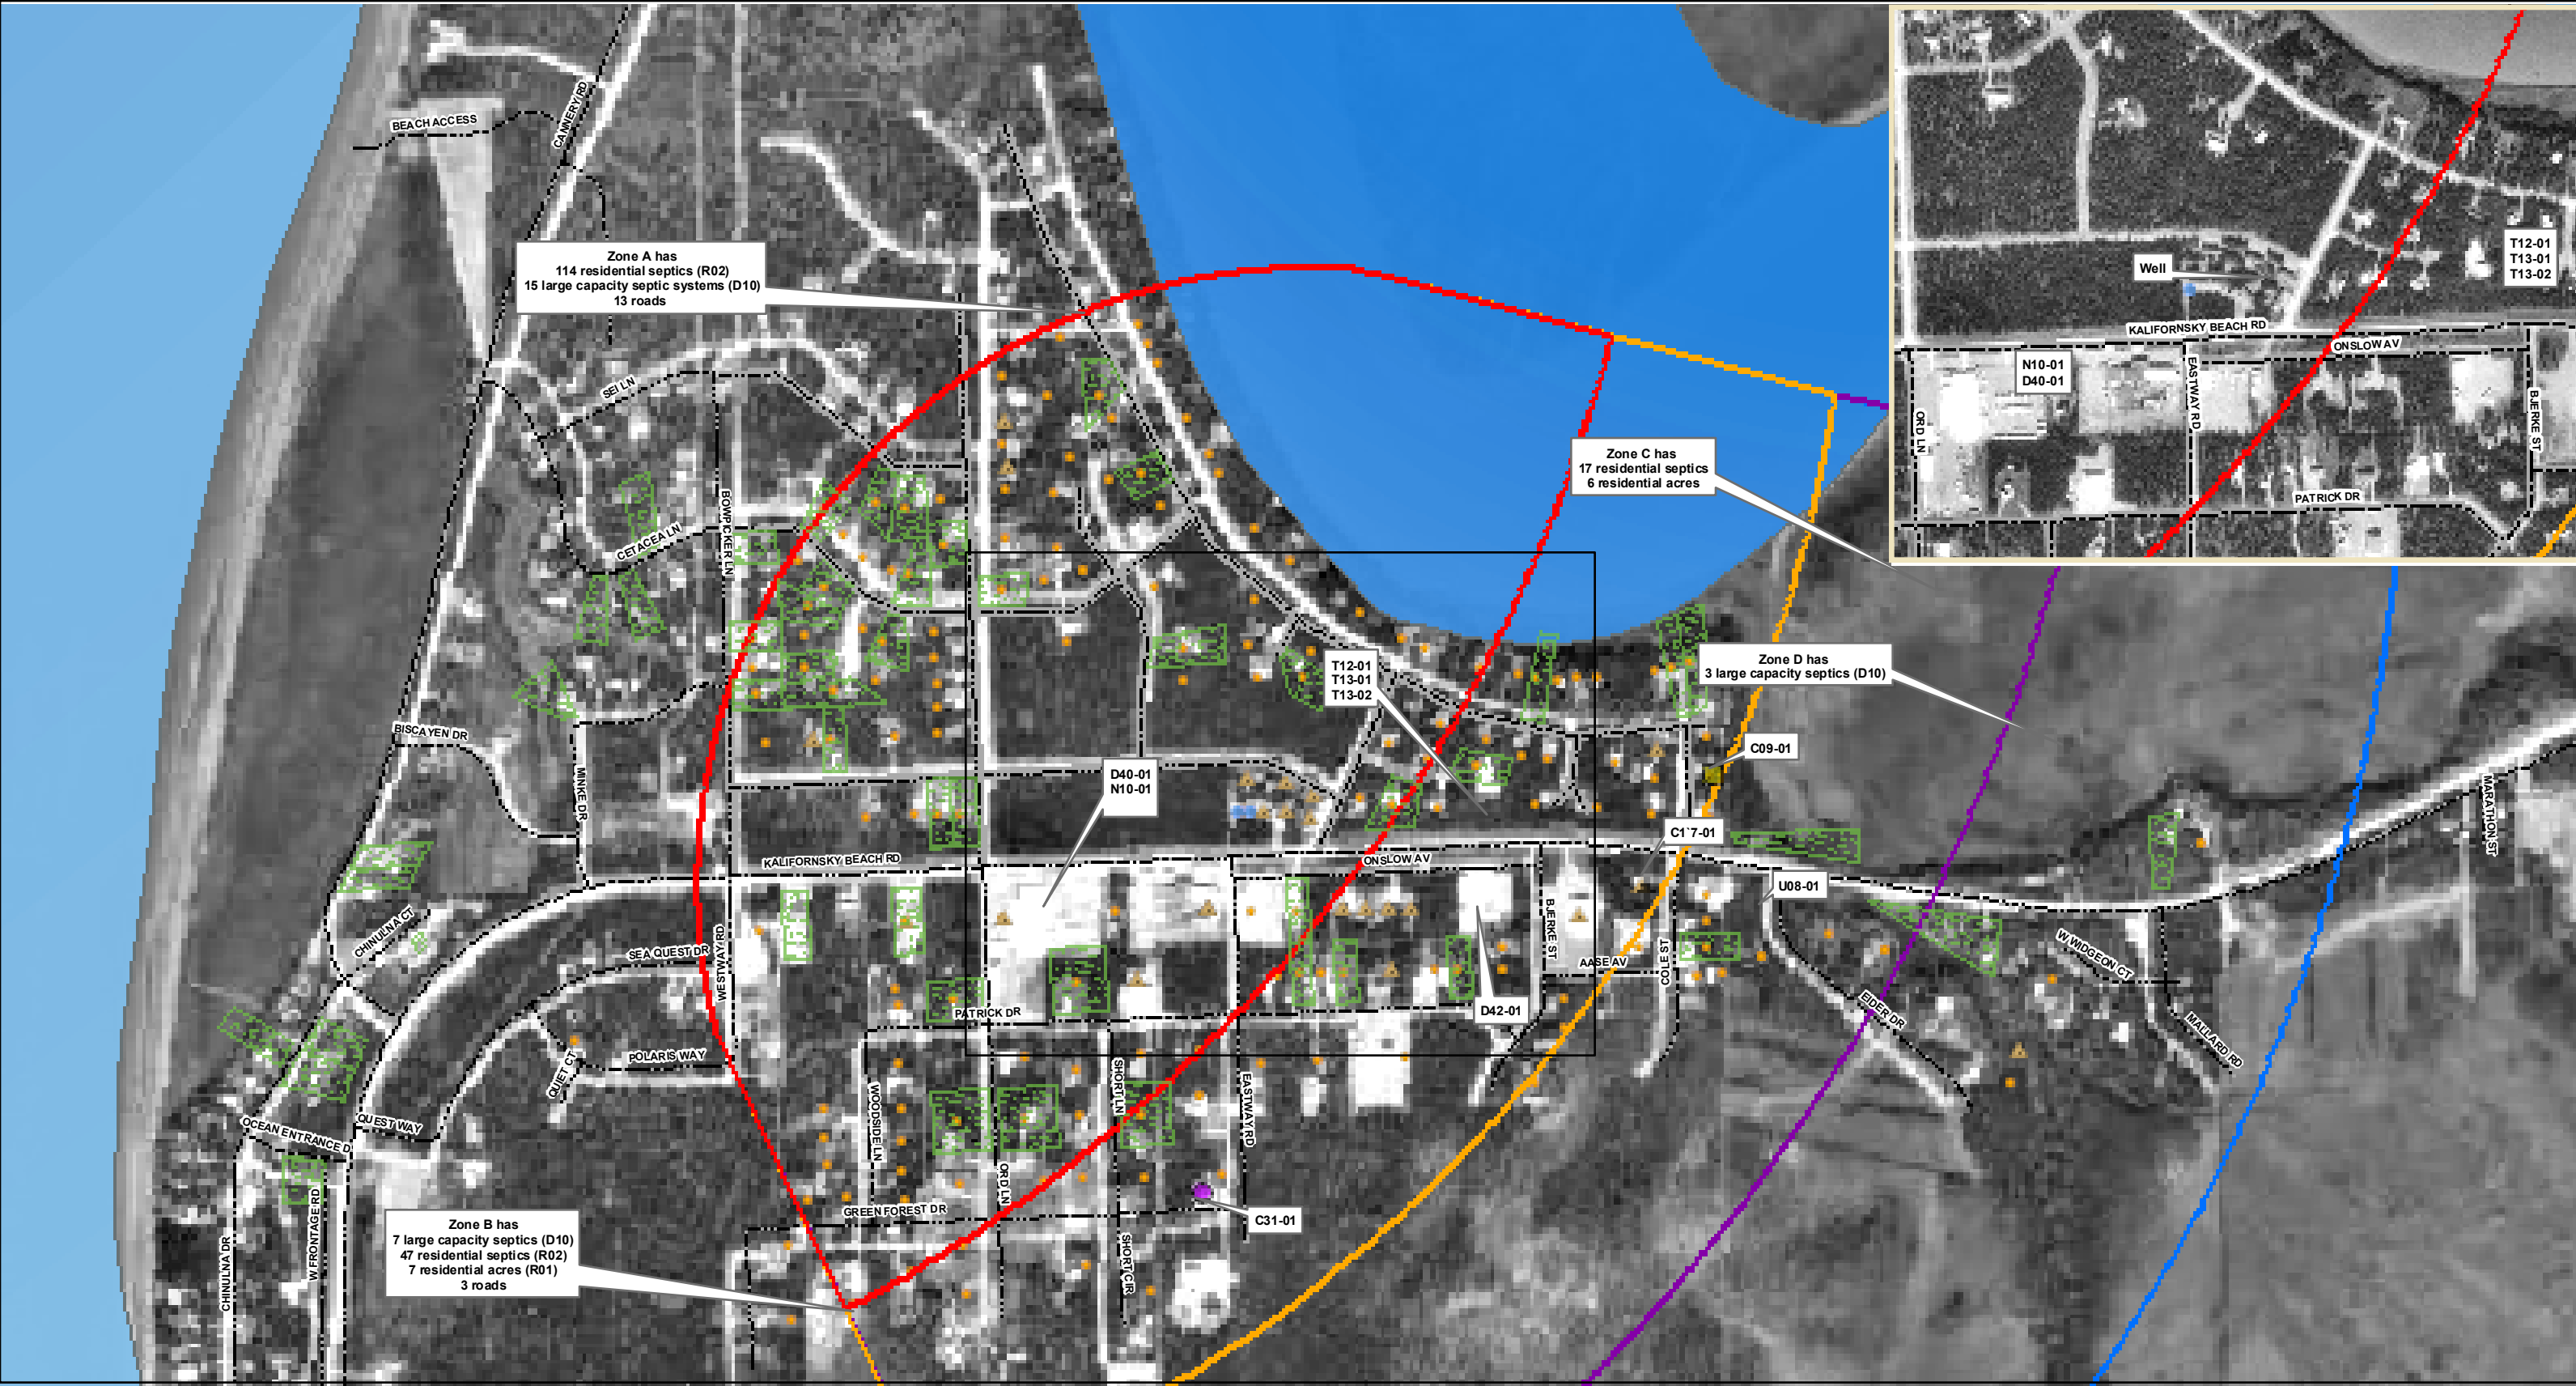 BEACH ACCESS
CANNERY RD
Zone A has
114 residential septics (R02)
15 large capacity septic systems (D10)
13 roads
SEI LN
BOWPICKER LN
CETACEA LN
Zone C has
17 residential septics
6 residential acres
Well
T12-01
T13-01
T13-02
KALIFORNSKY BEACH RD
ONSLOW AV
N10-01
D40-01
EASTWAY RD
ORD LN
BJERKE ST
PATRICK DR
T12-01
T13-01
T13-02
Zone D has
3 large capacity septics (D10)
BISCAYEN DR
MINKE DR
D40-01
N10-01
C09-01
C1`7-01
U08-01
MARATHON ST
KALIFORNSKY BEACH RD
ONSLOW AV
CHINULNA CT
SEA QUEST DR
WESTWAY RD
BJERKE ST
AASE AV
COLE ST
W WIDGEON CT
EIDER DR
MALLARD RD
PATRICK DR
D42-01
QUIET CT
POLARIS WAY
WOODSIDE LN
SHORT LN
EASTWAY RD
OCEAN ENTRANCE D
QUEST WAY
ORD LN
GREEN FOREST DR
C31-01
Zone B has
7 large capacity septics (D10)
47 residential septics (R02)
7 residential acres (R01)
3 roads
CHINULNA DR
W FRONTAGE RD
SHORT CIR